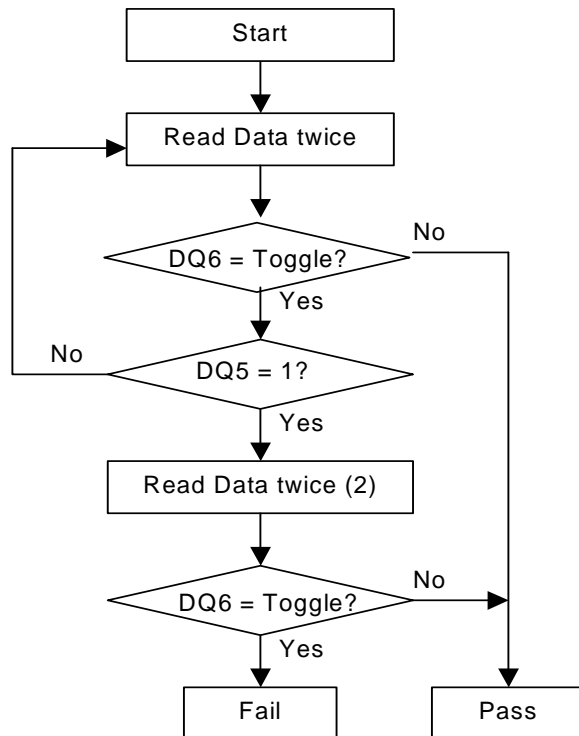 Start
Read Data twice
DQ6 = Toggle?
No
Yes
No
DQ5 = 1?
Yes
Read Data twice (2)
DQ6 = Toggle?
No
Yes
Fail
Pass